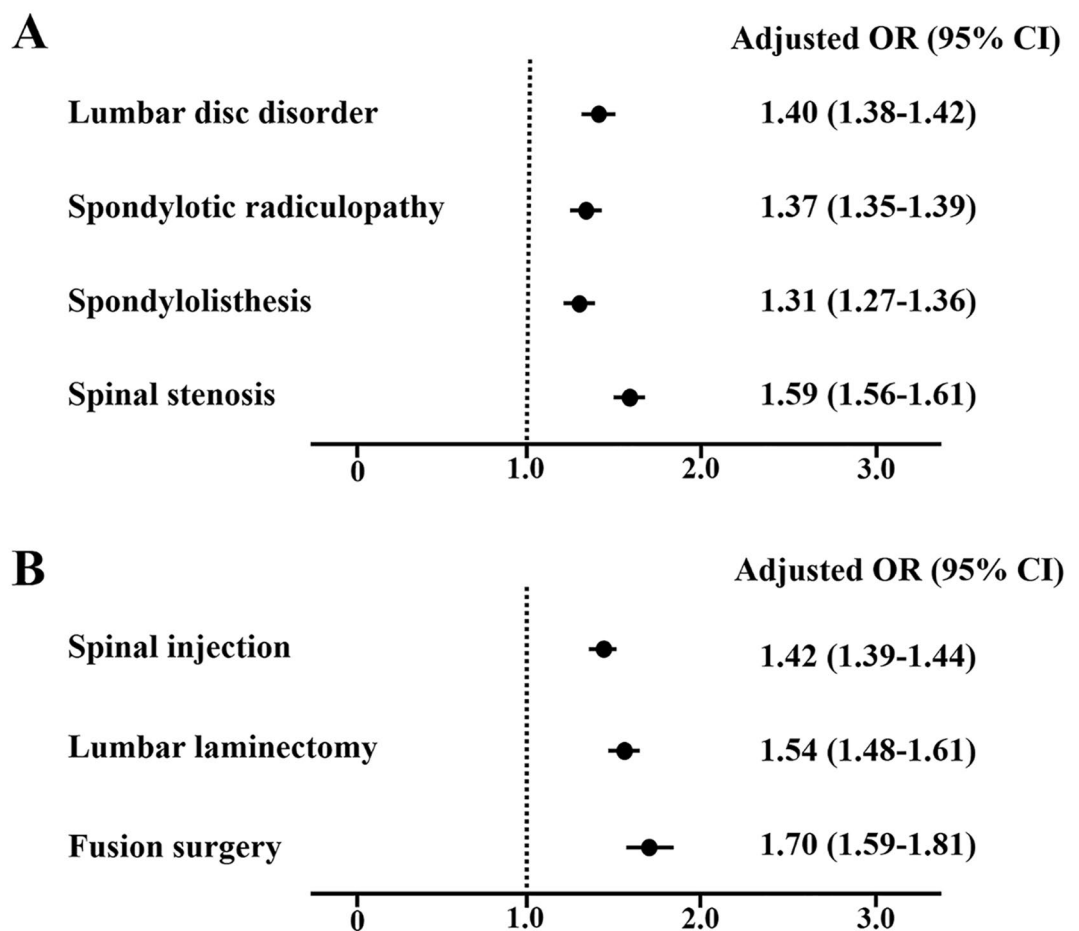 A
Adjusted OR (95% CI)
Lumbar disc disorder 1.40 (1.38-1.42)
Spondylotic radiculopathy 1.37 (1.35-1.39)
Spondylolisthesis 1.31 (1.27-1.36)
Spinal stenosis 1.59 (1.56-1.61)
0 1.0 2.0 3.0
B
Adjusted OR (95% CI)
Spinal injection 1.42 (1.39-1.44)
Lumbar laminectomy 1.54 (1.48-1.61)
Fusion surgery 1.70 (1.59-1.81)
0 1.0 2.0 3.0